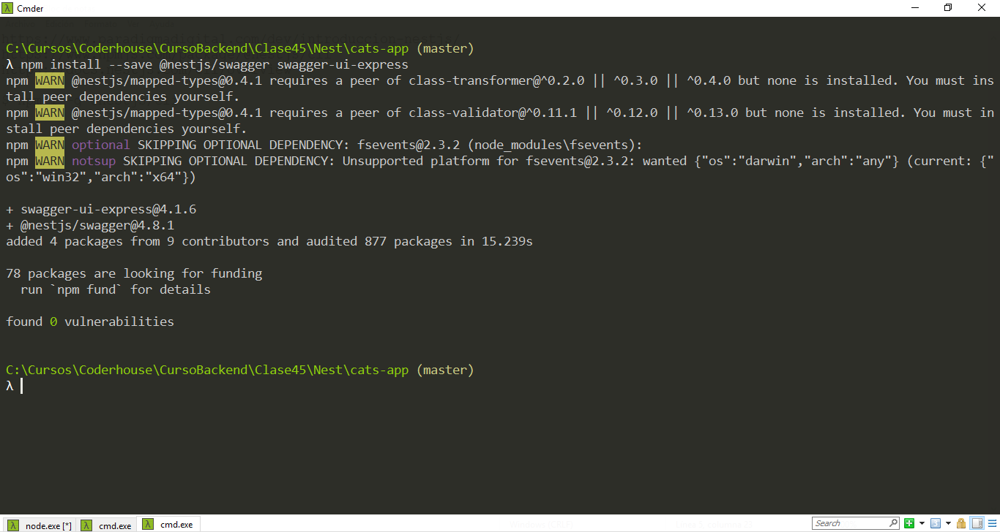 Cmder
C:\Cursos\Coderhouse\CursoBackend\Clase45\Nest\cats-app (master)
λ npm install --save @nestjs/swagger swagger-ui-express
npm WARN @nestjs/mapped-types@0.4.1 requires a peer of class-transformer@^0.2.0 || ^0.3.0 || ^0.4.0 but none is installed. You must ins
tall peer dependencies yourself.
npm WARN @nestjs/mapped-types@0.4.1 requires a peer of class-validator@^0.11.1 || ^0.12.0 || ^0.13.0 but none is installed. You must in
stall peer dependencies yourself.
npm WARN optional SKIPPING OPTIONAL DEPENDENCY: fsevents@2.3.2 (node_modules\fsevents):
npm WARN notsup SKIPPING OPTIONAL DEPENDENCY: Unsupported platform for fsevents@2.3.2: wanted {"os":"darwin","arch":"any"} (current: {"
os":"win32","arch":"x64"})
+ swagger-ui-express@4.1.6
+ @nestjs/swagger@4.8.1
added 4 packages from 9 contributors and audited 877 packages in 15.239s
78 packages are looking for funding
run `npm fund` for details
found 0 vulnerabilities
C:\Cursos\Coderhouse\CursoBackend\Clase45\Nest\cats-app (master)
λ
node.exe [*] cmd.exe cmd.exe Search